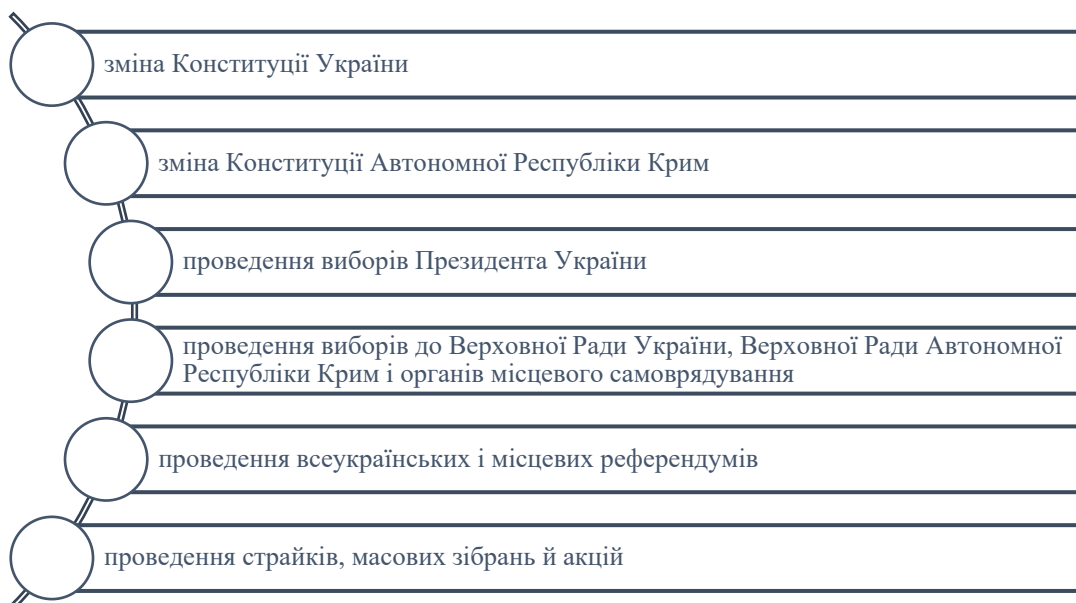 зміна Конституції України
зміна Конституції Автономної Республіки Крим
проведення виборів Президента України
проведення виборів до Верховної Ради України, Верховної Ради Автономної
Республіки Крим і органів місцевого самоврядування
проведення всеукраїнських і місцевих референдумів
проведення страйків, масових зібрань й акцій